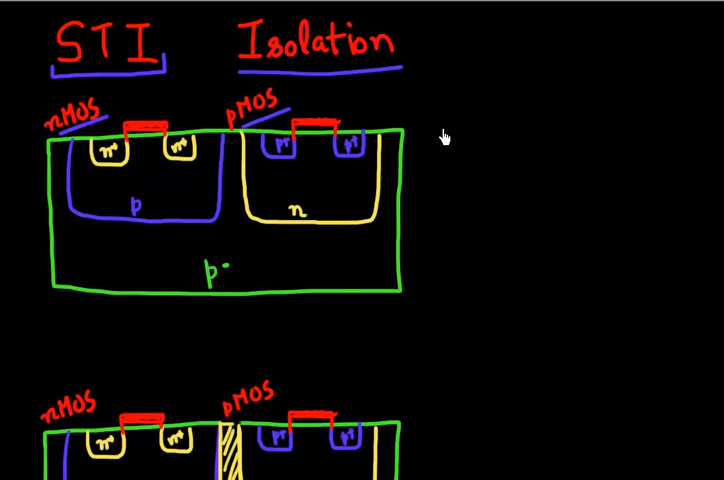 STI Isolation
nMOS pMOS
n+ n+ p+ p+
p n
p-
nMOS pMOS
n+ n+ p+ p+